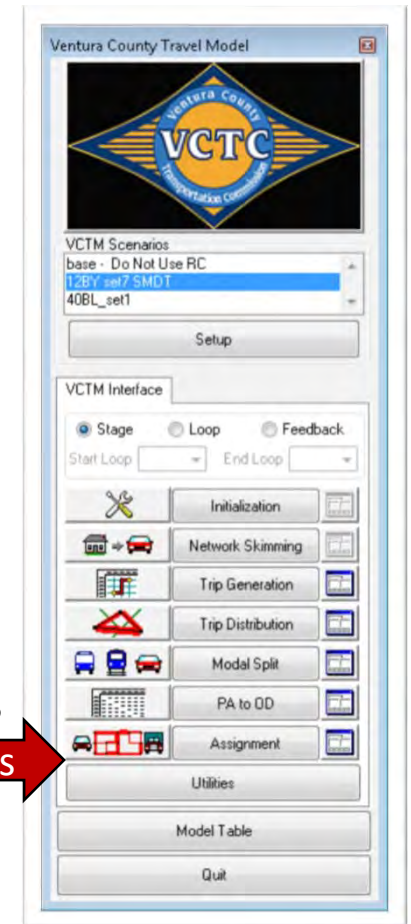 Ventura County Travel Model
Ventura County
VCTC
Transportation Commission
VCTM Scenarios
base - Do Not Use RC
12BY set7 SMDT
40BL_set1
Setup
VCTM Interface
Stage Loop Feedback
Start Loop End Loop
Initialization
Network Skimming
Trip Generation
Trip Distribution
Modal Split
PA to OD
Assignment
Utilities
Model Table
Quit